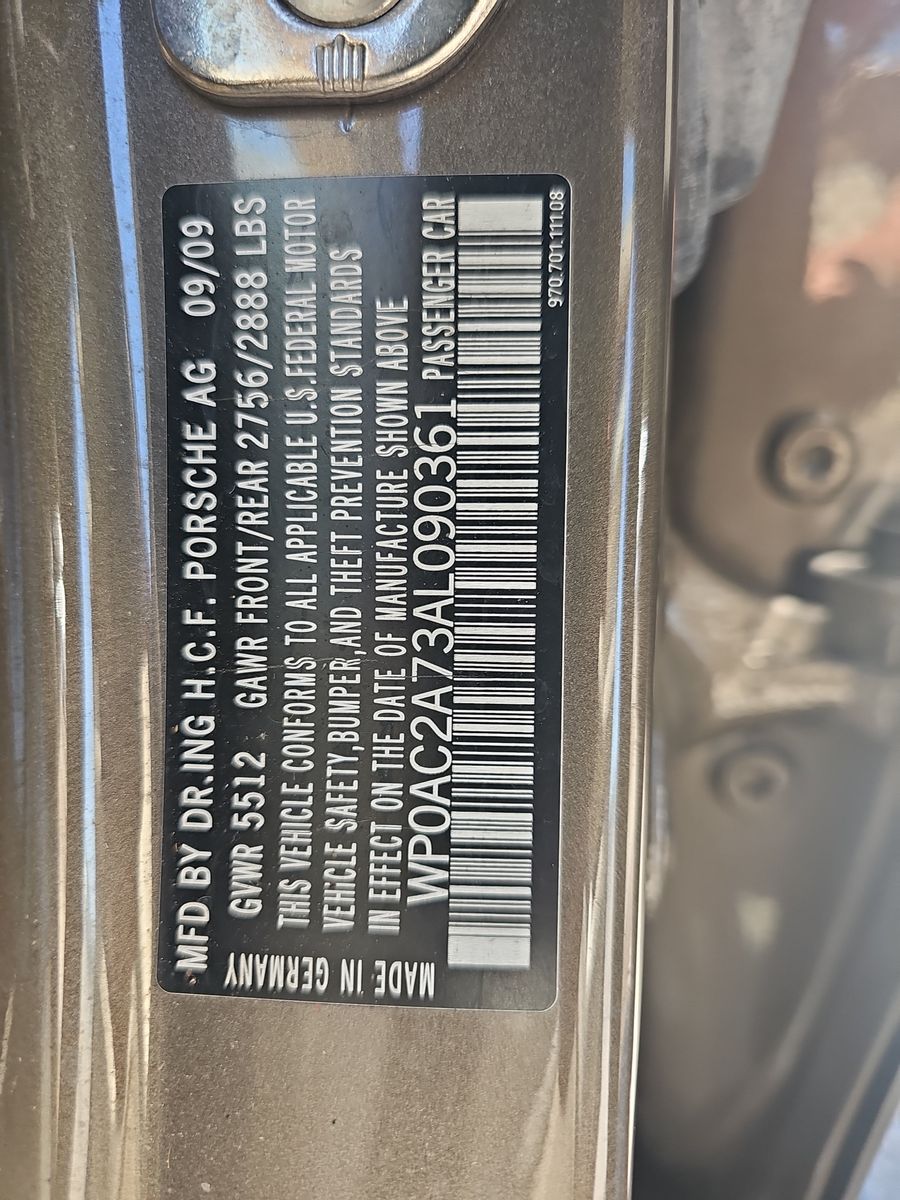 MFD BY DR.ING H.C.F. PORSCHE AG 09/09
GVWR 5512 GAWR FRONT/REAR 2756/2888 LBS
THIS VEHICLE CONFORMS TO ALL APPLICABLE U.S.FEDERAL MOTOR
VEHICLE SAFETY,BUMPER,AND THEFT PREVENTION STANDARDS
IN EFFECT ON THE DATE OF MANUFACTURE SHOWN ABOVE
WP0AC2A73AL090361 PASSENGER CAR
970.701.111.08
MADE IN GERMANY